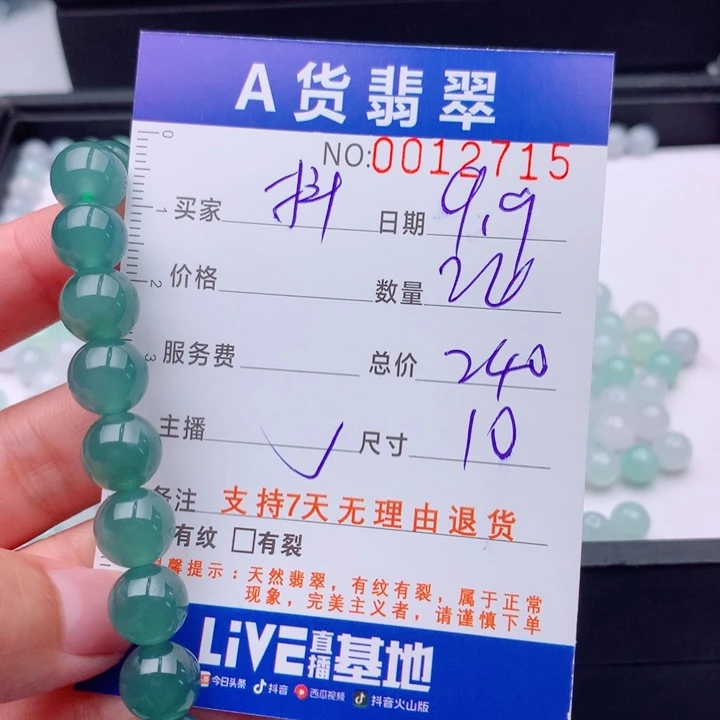 A货翡翠
NO:0012715
买家 抖 日期 9.9
价格 数量
服务费 总价 240
主播 尺寸 10
备注 支持7天无理由退货
有纹 □有裂
温馨提示：天然翡翠，有纹有裂，属于正常
现象，完美主义者，请谨慎下单
LiVE直播基地
今日头条 抖音 西瓜视频 抖音火山版
0
1
2
3